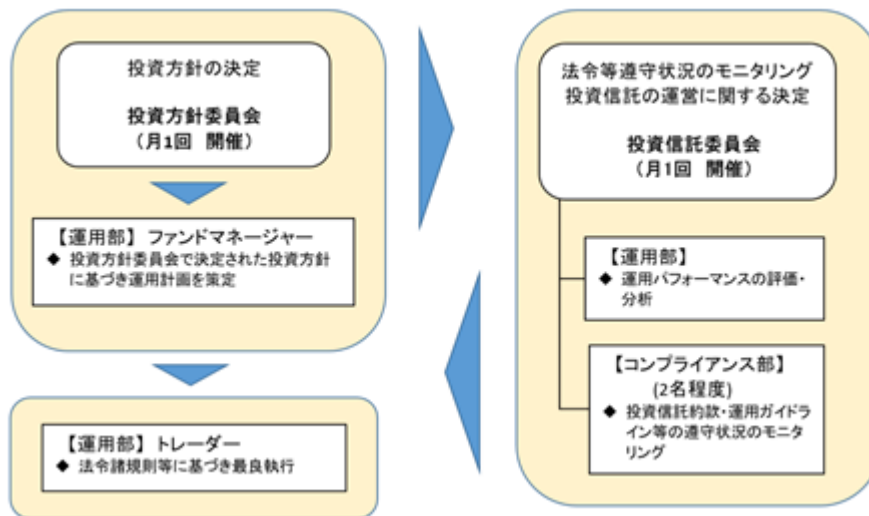 投資方針の決定
投資方針委員会
（月1回　開催）
【運用部】ファンドマネージャー
◆ 投資方針委員会で決定された投資方針
に基づき運用計画を策定
【運用部】トレーダー
◆ 法令諸規則等に基づき最良執行
法令等遵守状況のモニタリング
投資信託の運営に関する決定
投資信託委員会
（月1回　開催）
【運用部】
◆ 運用パフォーマンスの評価・
分析
【コンプライアンス部】
(2名程度)
◆ 投資信託約款・運用ガイドラ
イン等の遵守状況のモニタ
リング